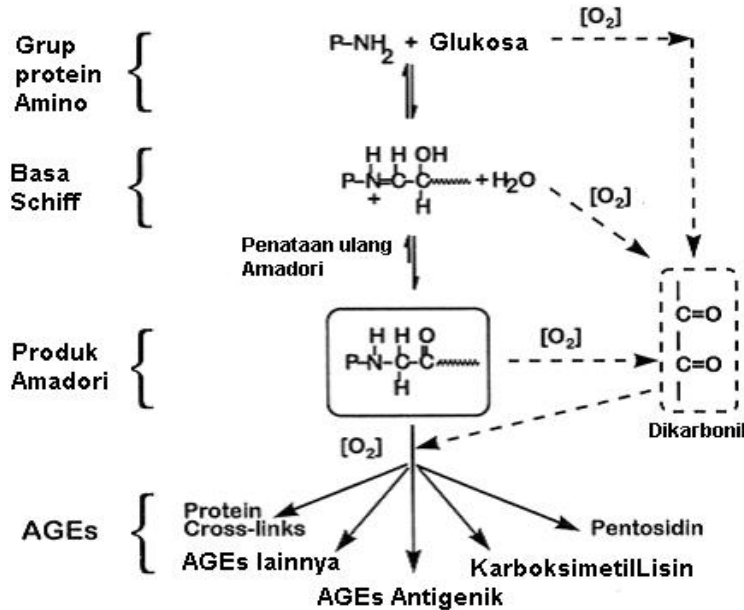 Grup
protein
Amino
P–NH2 + Glukosa
[O2]
Basa
Schiff
H H OH
P–N=C–C + H2O
+
H
[O2]
Penataan ulang
Amadori
Produk
Amadori
H H O
P–N–C–C
H
[O2]
C=O
C=O
Dikarbonil
[O2]
AGEs
Protein
Cross-links
AGEs lainnya
AGEs Antigenik
KarboksimetilLisin
Pentosidin